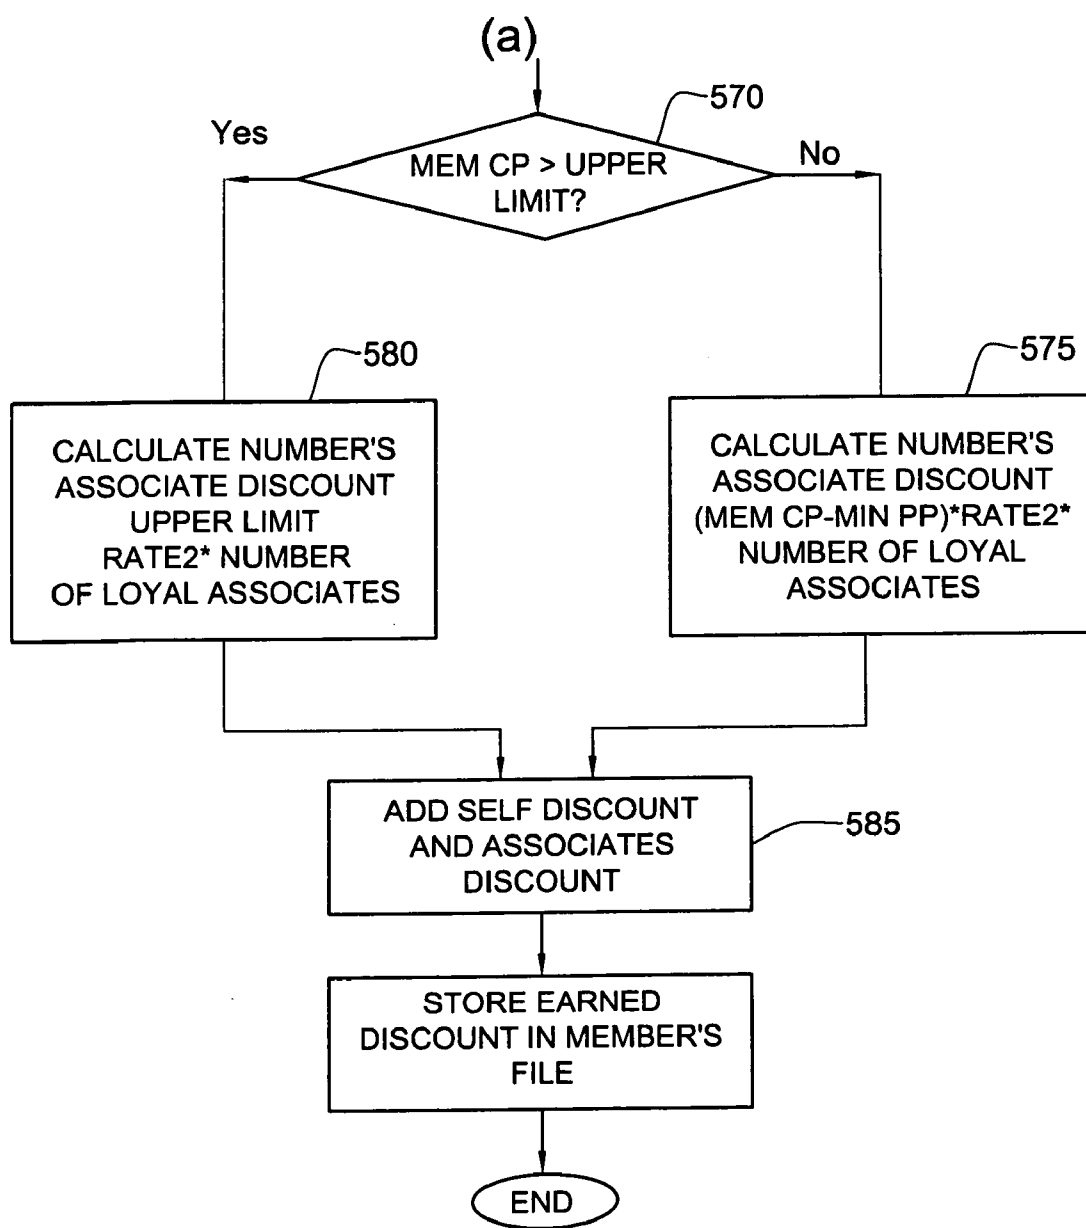 (a)
570
Yes
No
MEM CP > UPPER
LIMIT?
580
575
CALCULATE NUMBER'S
ASSOCIATE DISCOUNT
UPPER LIMIT
RATE2* NUMBER
OF LOYAL ASSOCIATES
CALCULATE NUMBER'S
ASSOCIATE DISCOUNT
(MEM CP-MIN PP)*RATE2*
NUMBER OF LOYAL
ASSOCIATES
ADD SELF DISCOUNT
AND ASSOCIATES
DISCOUNT
585
STORE EARNED
DISCOUNT IN MEMBER'S
FILE
END